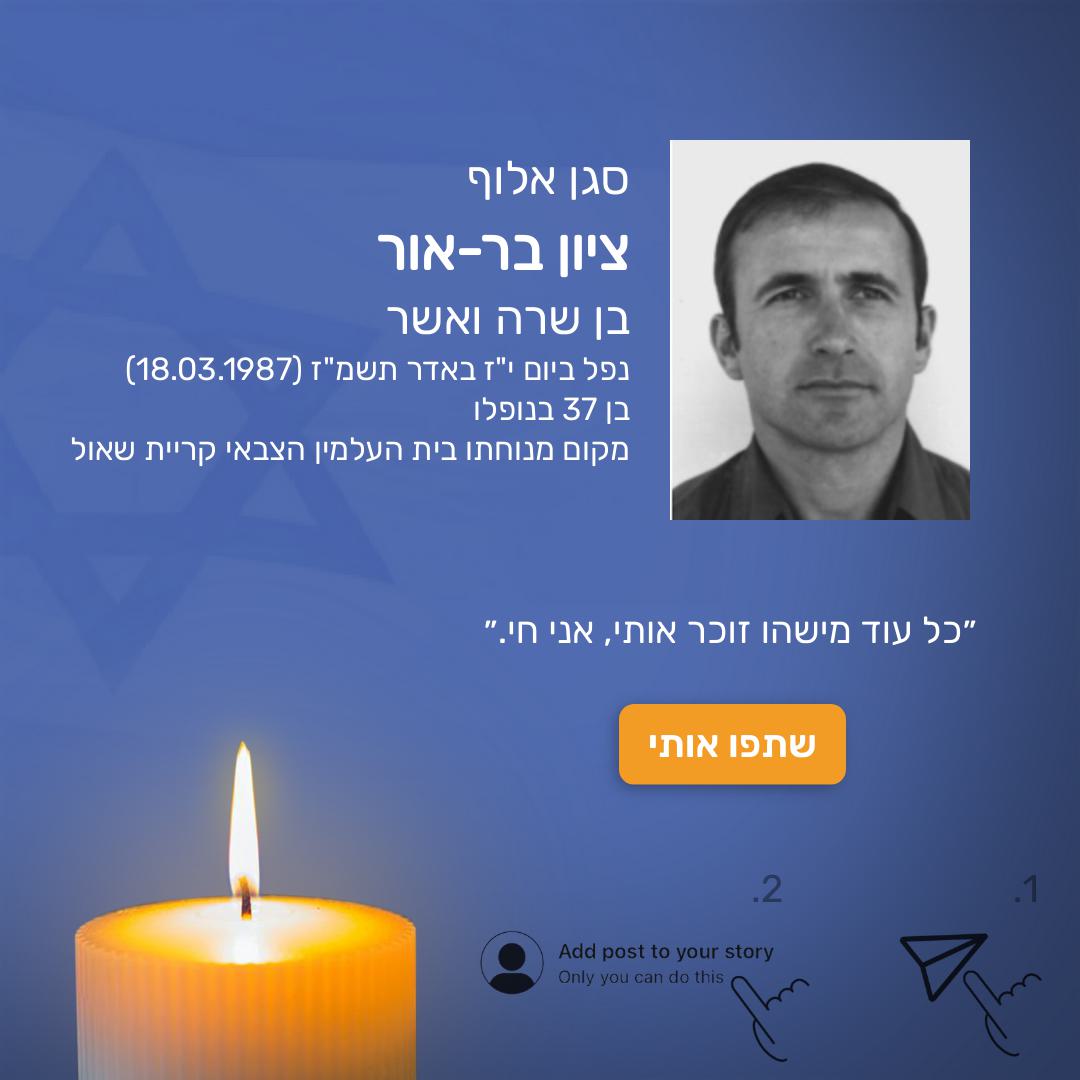 סגן אלוף
ציון בר-אור
בן שרה ואשר
נפל ביום י"ז באדר תשמ"ז (18.03.1987)
בן 37 בנופלו
מקום מנוחתו בית העלמין הצבאי קריית שאול
״כל עוד מישהו זוכר אותי, אני חי.״
שתפו אותי
1.
2.
Add post to your story
Only you can do this